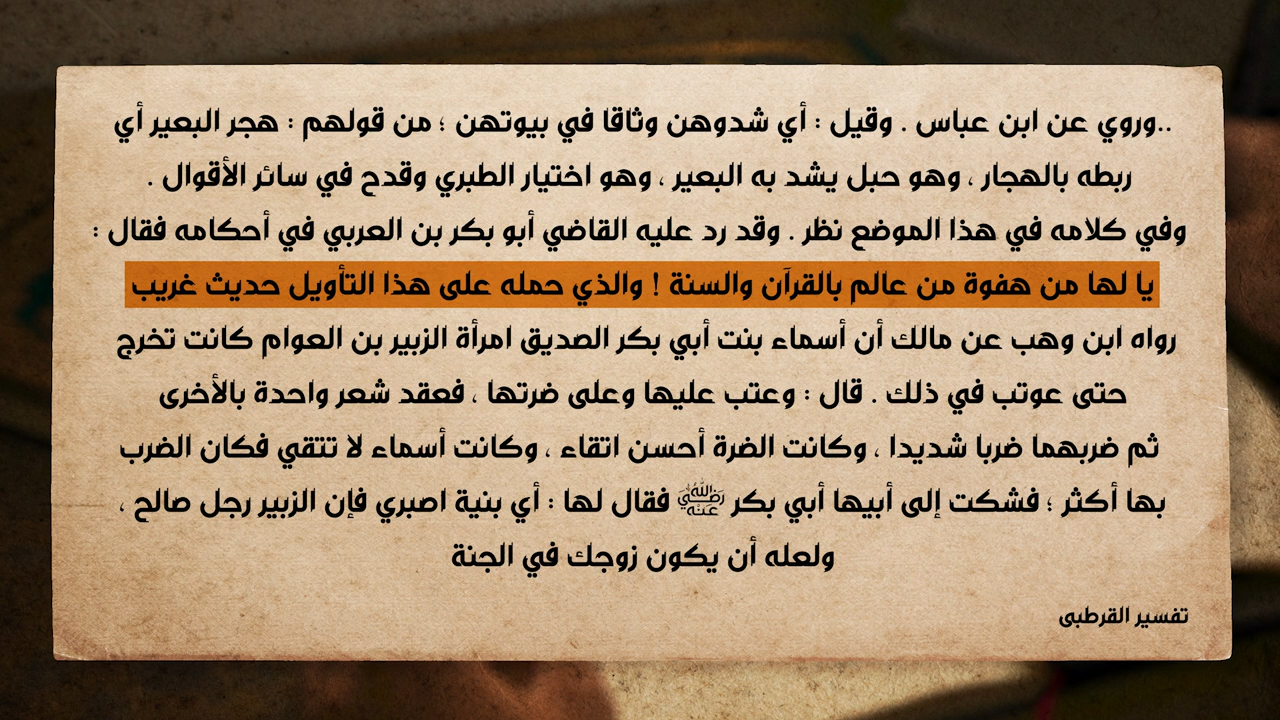 ..وروي عن ابن عباس . وقيل : أي شدوهن وثاقا في بيوتهن ؛ من قولهم : هجر البعير أي
ربطه بالهجار ، وهو حبل يشد به البعير ، وهو اختيار الطبري وقدح في سائر الأقوال .
وفي كلامه في هذا الموضع نظر . وقد رد عليه القاضي أبو بكر بن العربي في أحكامه فقال :
يا لها من هفوة من عالم بالقرآن والسنة ! والذي حمله على هذا التأويل حديث غريب
رواه ابن وهب عن مالك أن أسماء بنت أبي بكر الصديق امرأة الزبير بن العوام كانت تخرج
حتى عوتب في ذلك . قال : وعتب عليها وعلى ضرتها ، فعقد شعر واحدة بالأخرى
ثم ضربهما ضربا شديدا ، وكانت الضرة أحسن اتقاء ، وكانت أسماء لا تتقي فكان الضرب
بها أكثر ؛ فشكت إلى أبيها أبي بكر رضي الله عنه فقال لها : أي بنية اصبري فإن الزبير رجل صالح ،
ولعله أن يكون زوجك في الجنة
تفسير القرطبى